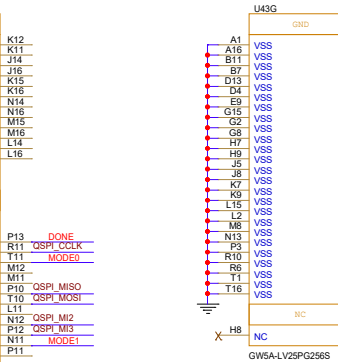 U43G
GND
K12
K11
J14
J16
K15
K16
N14
N16
M15
M16
L14
L16
P13 DONE
R11 QSPI_CCLK
T11 MODE0
M12
M11
P10 QSPI_MISO
T10 QSPI_MOSI
L11
N12 QSPI_MI2
P12 QSPI_MI3
N11 MODE1
P11
A1 VSS
A16 VSS
B11 VSS
B7 VSS
D13 VSS
D4 VSS
E9 VSS
G15 VSS
G2 VSS
G8 VSS
H7 VSS
H9 VSS
J5 VSS
J8 VSS
K7 VSS
K9 VSS
L15 VSS
L2 VSS
M8 VSS
N13 VSS
P3 VSS
R10 VSS
R6 VSS
T1 VSS
T16 VSS
NC
H8 NC
GW5A-LV25PG256S